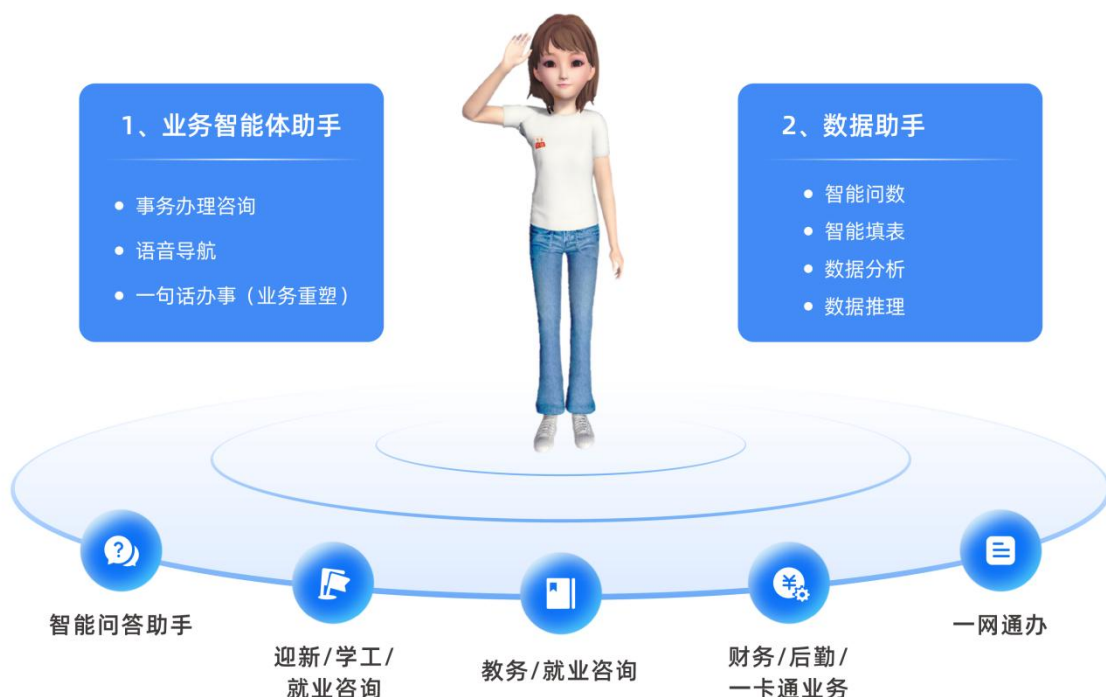 1、业务智能体助手
事务办理咨询
语音导航
一句话办事（业务重塑）
2、数据助手
智能问数
智能填表
数据分析
数据推理
智能问答助手
迎新/学工/
就业咨询
教务/就业咨询
财务/后勤/
一卡通业务
一网通办